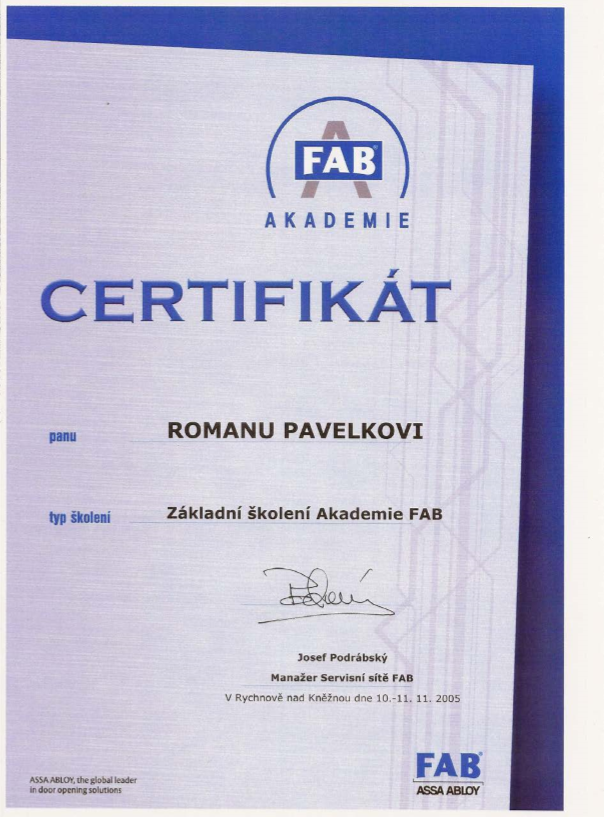 FAB
AKADEMIE
CERTIFIKÁT
panu ROMANU PAVELKOVI
typ školení Základní školení Akademie FAB
Josef Podrábský
Manažer Servisní sítě FAB
V Rychnově nad Kněžnou dne 10.-11. 11. 2005
ASSA ABLOY, the global leader
in door opening solutions
FAB®
ASSA ABLOY